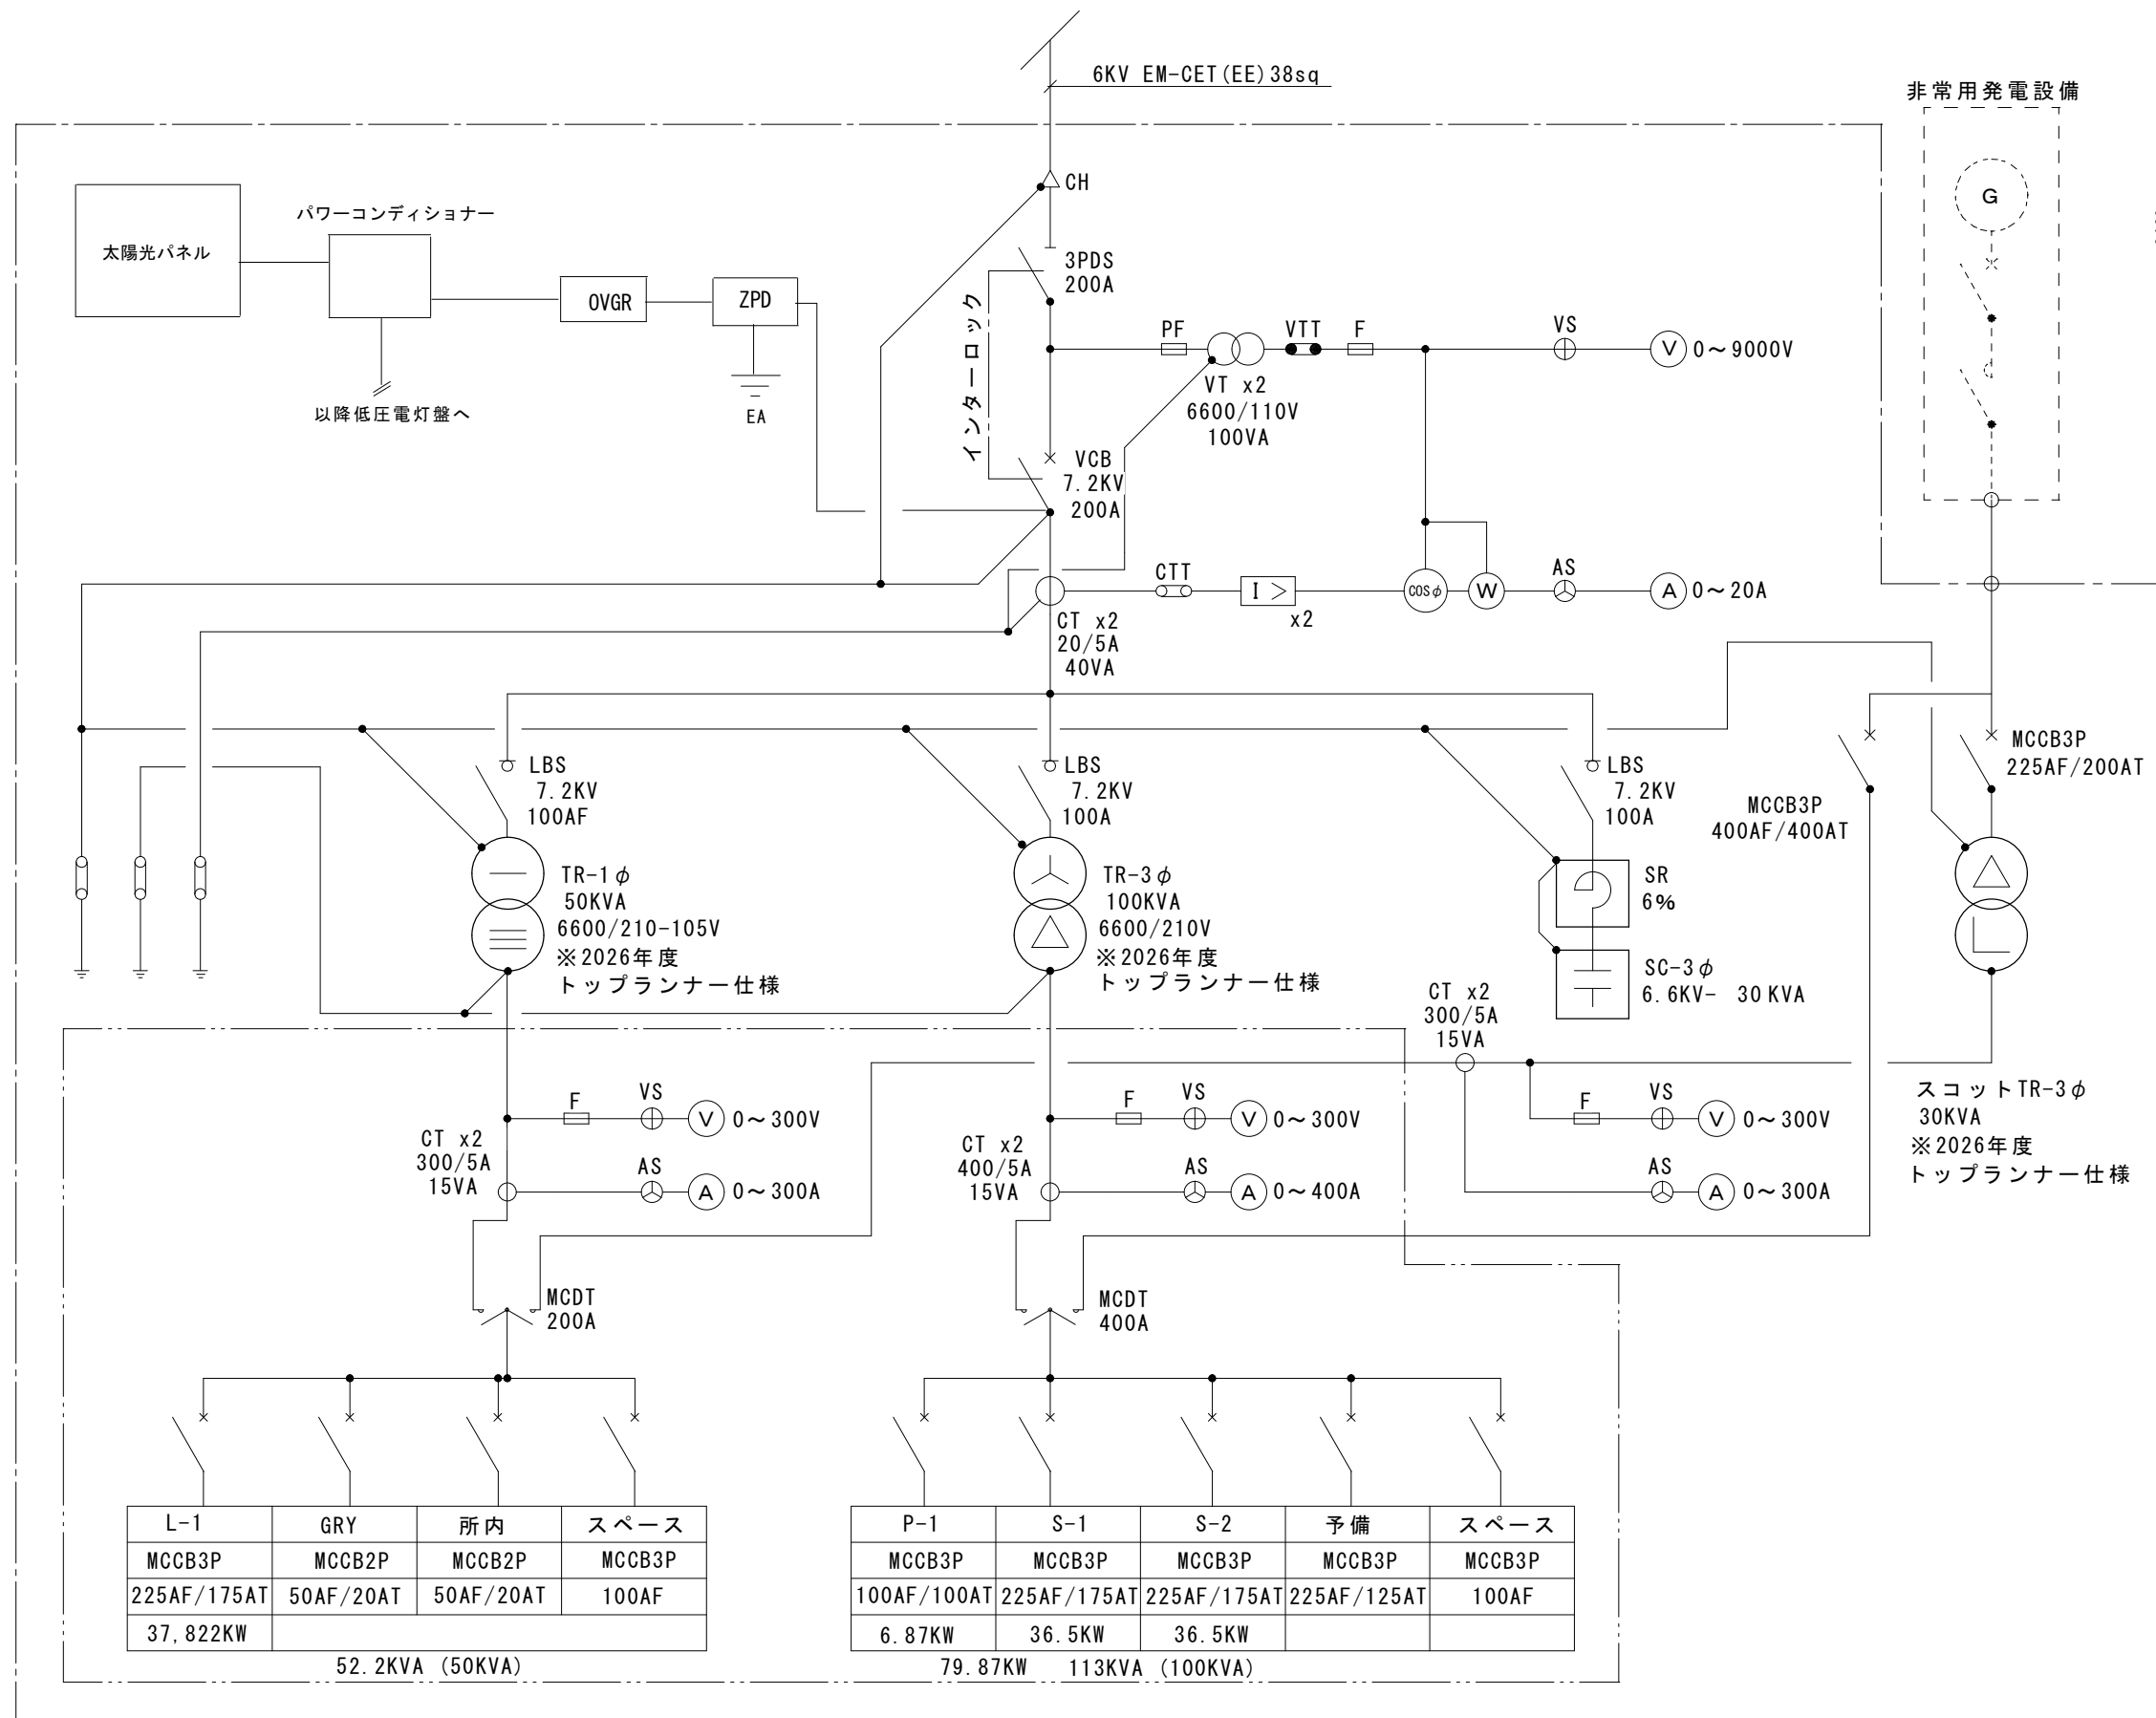 6KV EM-CET(EE)38sq
非常用発電設備
G
CH
パワーコンディショナー
太陽光パネル
3PDS
200A
OVGR
ZPD
インターロック
PF
VTT
F
VS
V
0～9000V
VT x2
6600/110V
100VA
以降低圧電灯盤へ
EA
VCB
7.2KV
200A
CTT
I >
x2
COSφ
W
AS
A
0～20A
CT x2
20/5A
40VA
LBS
7.2KV
100AF
LBS
7.2KV
100A
LBS
7.2KV
100A
MCCB3P
400AF/400AT
MCCB3P
225AF/200AT
TR-1φ
50KVA
6600/210-105V
※2026年度
トップランナー仕様
TR-3φ
100KVA
6600/210V
※2026年度
トップランナー仕様
SR
6%
SC-3φ
6.6KV- 30KVA
CT x2
300/5A
15VA
スコットTR-3φ
30KVA
※2026年度
トップランナー仕様
F
VS
V
0～300V
CT x2
300/5A
15VA
AS
A
0～300A
F
VS
V
0～300V
CT x2
400/5A
15VA
AS
A
0～400A
F
VS
V
0～300V
AS
A
0～300A
MCDT
200A
MCDT
400A
L-1 GRY 所内 スペース
MCCB3P MCCB2P MCCB2P MCCB3P
225AF/175AT 50AF/20AT 50AF/20AT 100AF
37,822KW
52.2KVA (50KVA)
P-1 S-1 S-2 予備 スペース
MCCB3P MCCB3P MCCB3P MCCB3P MCCB3P
100AF/100AT 225AF/175AT 225AF/175AT 225AF/125AT 100AF
6.87KW 36.5KW 36.5KW
79.87KW 113KVA (100KVA)